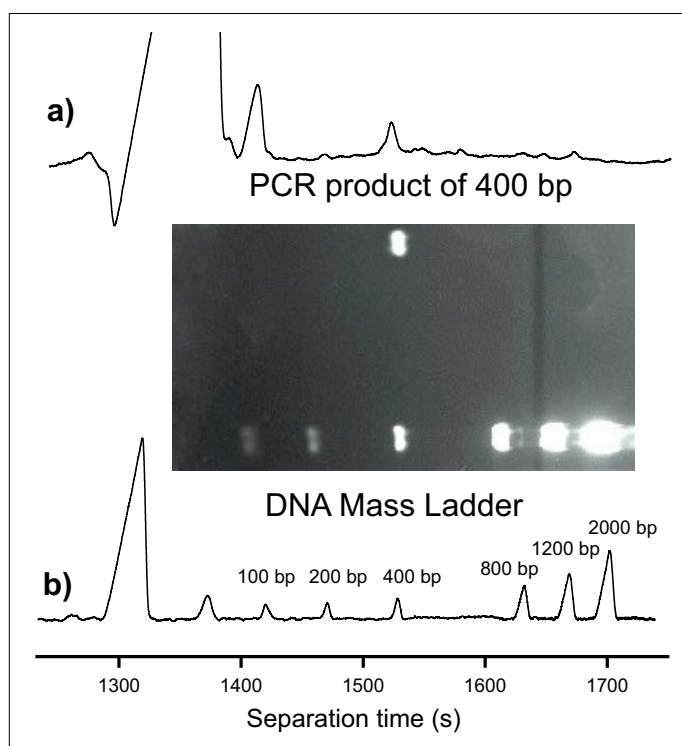 a)
PCR product of 400 bp
DNA Mass Ladder
2000 bp
1200 bp
800 bp
b)
100 bp 200 bp 400 bp
1300 1400 1500 1600 1700
Separation time (s)